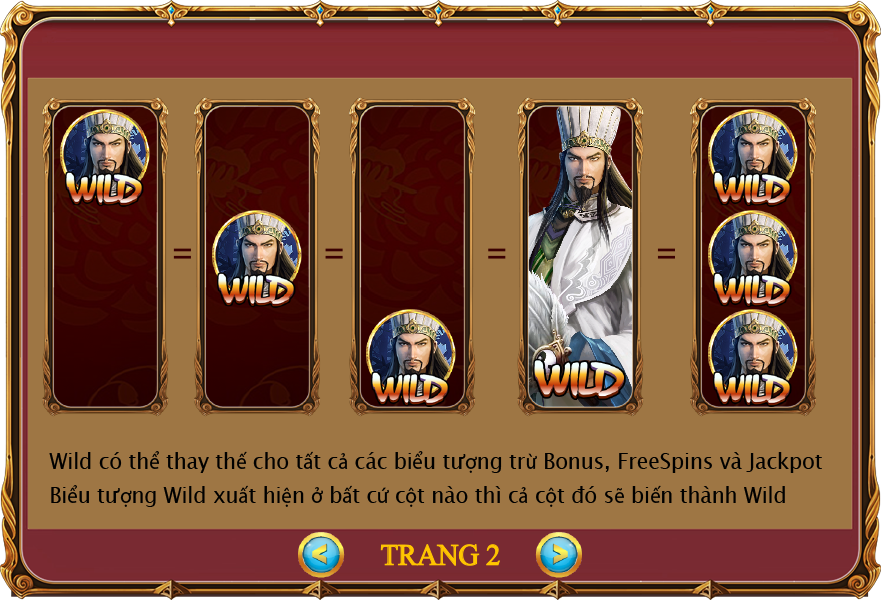 WILD
WILD
WILD
WILD
WILD
WILD
WILD
= = = =
Wild có thể thay thế cho tất cả các biểu tượng trừ Bonus, FreeSpins và Jackpot
Biểu tượng Wild xuất hiện ở bất cứ cột nào thì cả cột đó sẽ biến thành Wild
< TRANG 2 >